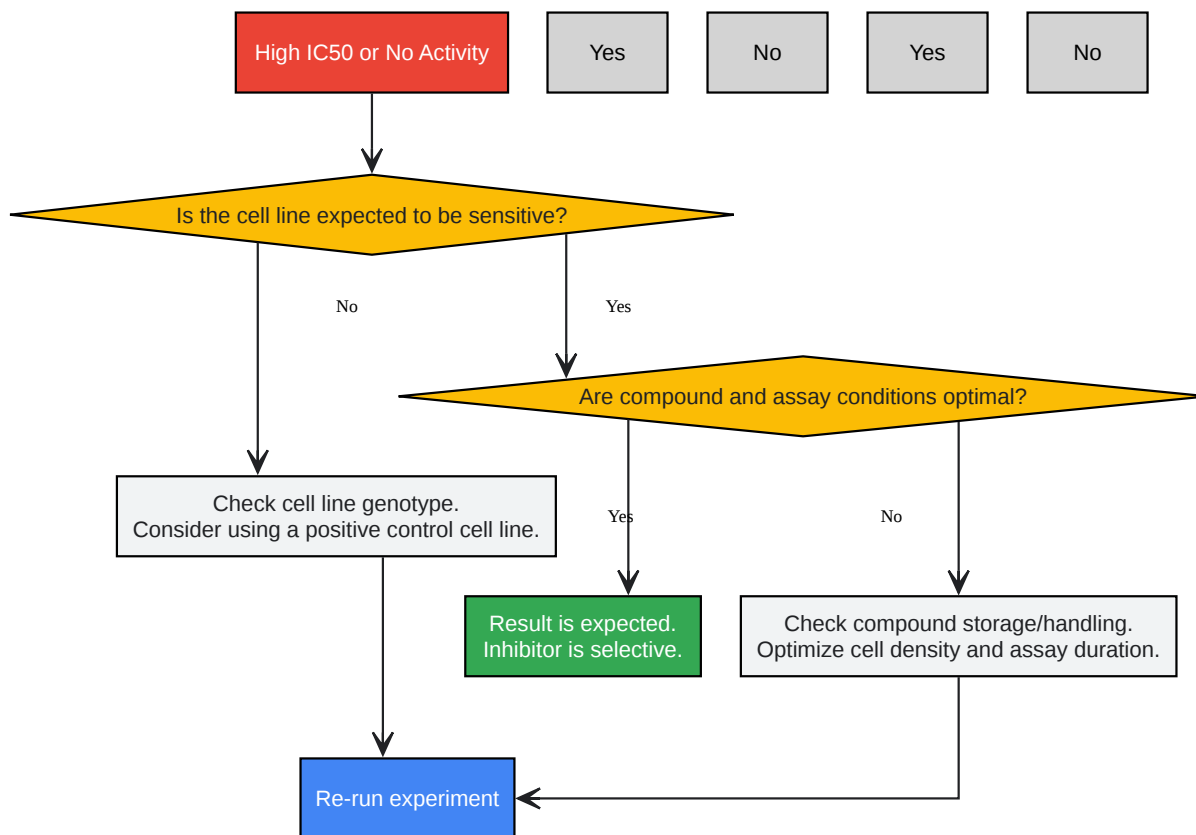 High IC50 or No Activity
Yes
No
Yes
No
Is the cell line expected to be sensitive?
No
Yes
Are compound and assay conditions optimal?
Check cell line genotype.
Consider using a positive control cell line.
Yes
No
Result is expected.
Inhibitor is selective.
Check compound storage/handling.
Optimize cell density and assay duration.
Re-run experiment